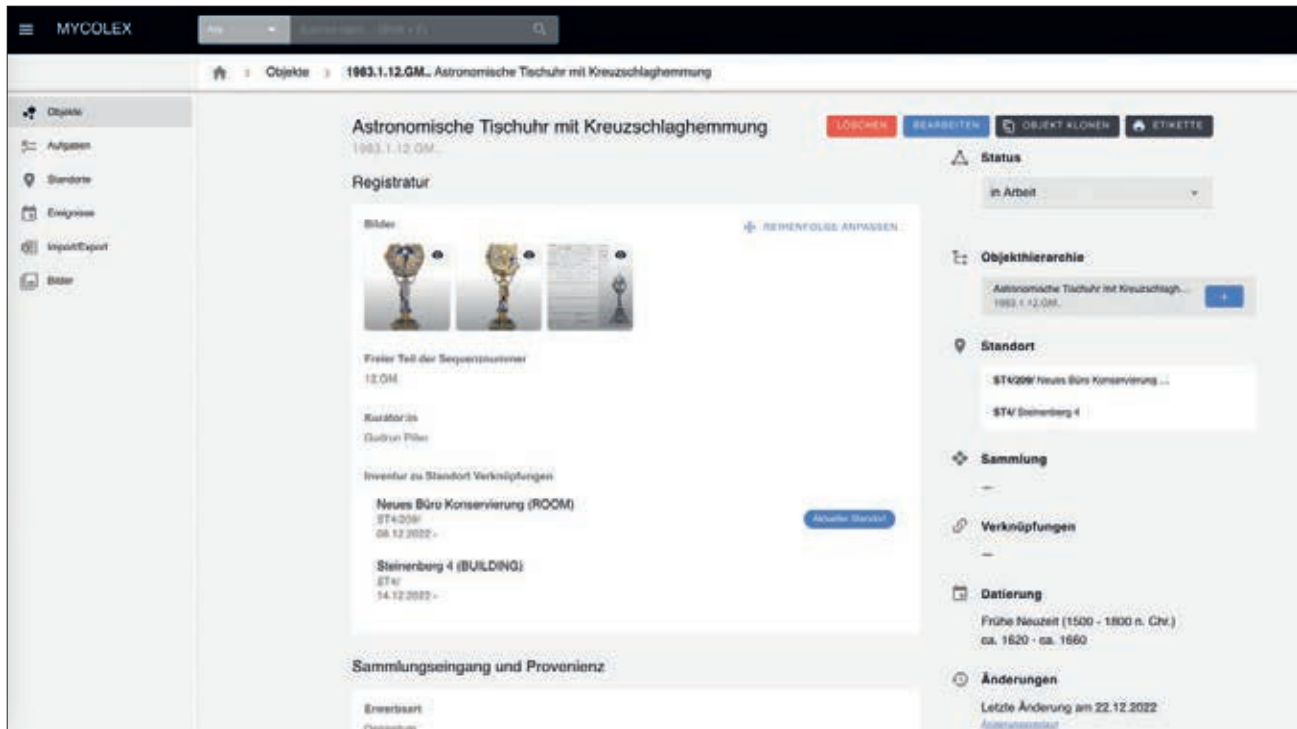 MYCOLEX
Objekte
1983.1.12.GM.. Astronomische Tischuhr mit Kreuzschlaghemmung
Objekte
Aufgaben
Standorte
Ereignisse
Import/Export
Bilder
Astronomische Tischuhr mit Kreuzschlaghemmung
1983.1.12.GM..
LÖSCHEN
BEARBEITEN
OBJEKT KLONEN
ETIKETTE
Registratur
Bilder
REIHENFOLGE ANPASSEN
Freier Teil der Sequenznummer
12.GM.
Kurator:in
Gudrun Piller
Inventur zu Standort Verknüpfungen
Neues Büro Konservierung (ROOM)
ST4/209/
08.12.2022 -
Aktueller Standort
Steinenberg 4 (BUILDING)
ST4/
14.12.2022 -
Sammlungseingang und Provenienz
Erwerbsart
Status
in Arbeit
Objekthierarchie
Astronomische Tischuhr mit Kreuzschlagh...
1983.1.12.GM..
+
Standort
ST4/209/ Neues Büro Konservierung ...
ST4/ Steinenberg 4
Sammlung
—
Verknüpfungen
—
Datierung
Frühe Neuzeit (1500 - 1800 n. Chr.)
ca. 1620 - ca. 1660
Änderungen
Letzte Änderung am 22.12.2022
Änderungsverlauf